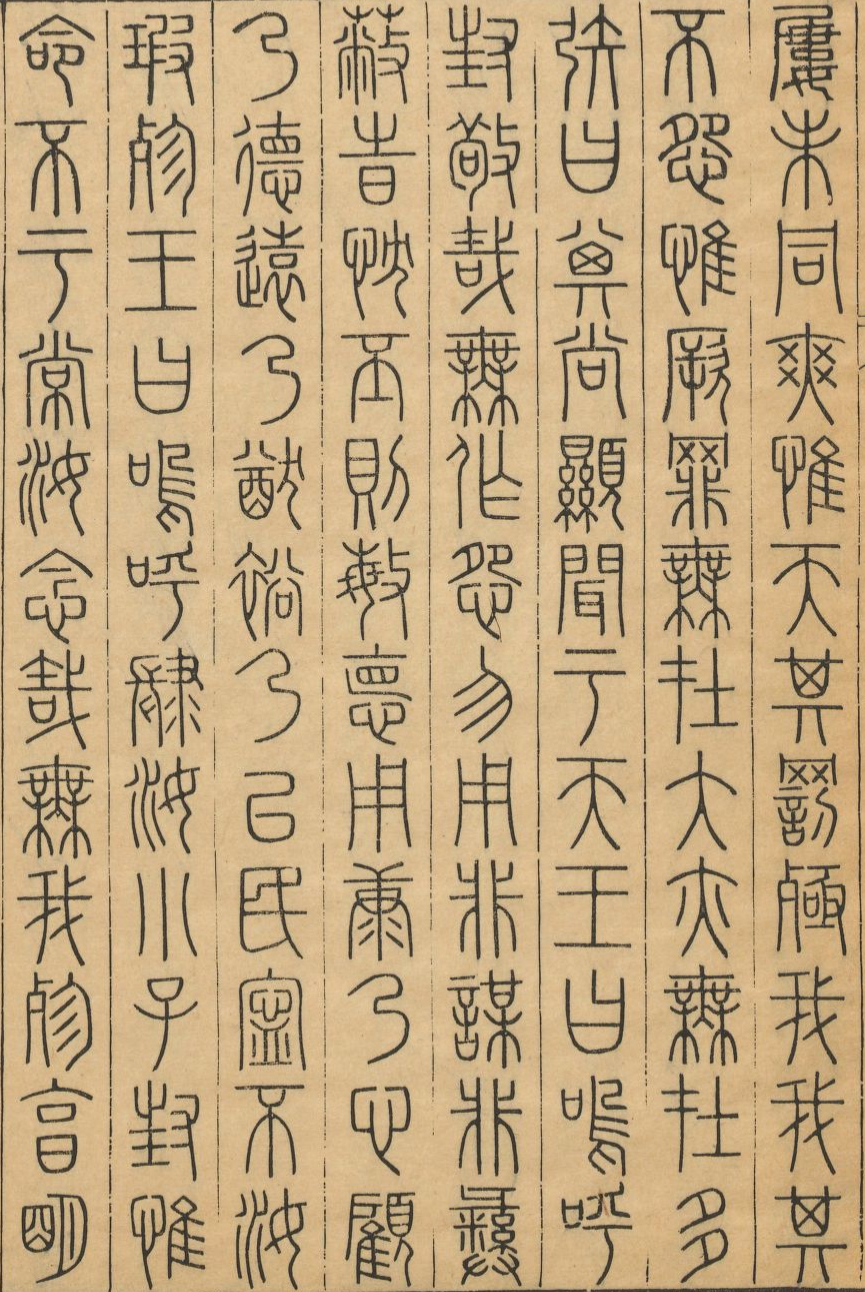 屢未同爽惟天其罰殛我我其
不怨惟厥罪無在大亦無在多
矧曰其尚顯聞于天王曰嗚呼
封敬哉無作怨勿用非謀非彝
蔽時忱丕則敏德用康乃心顧
乃德遠乃猷裕乃以民寧不汝
瑕殄王曰嗚呼肆汝小子封惟
命不于常汝念哉無我殄享明